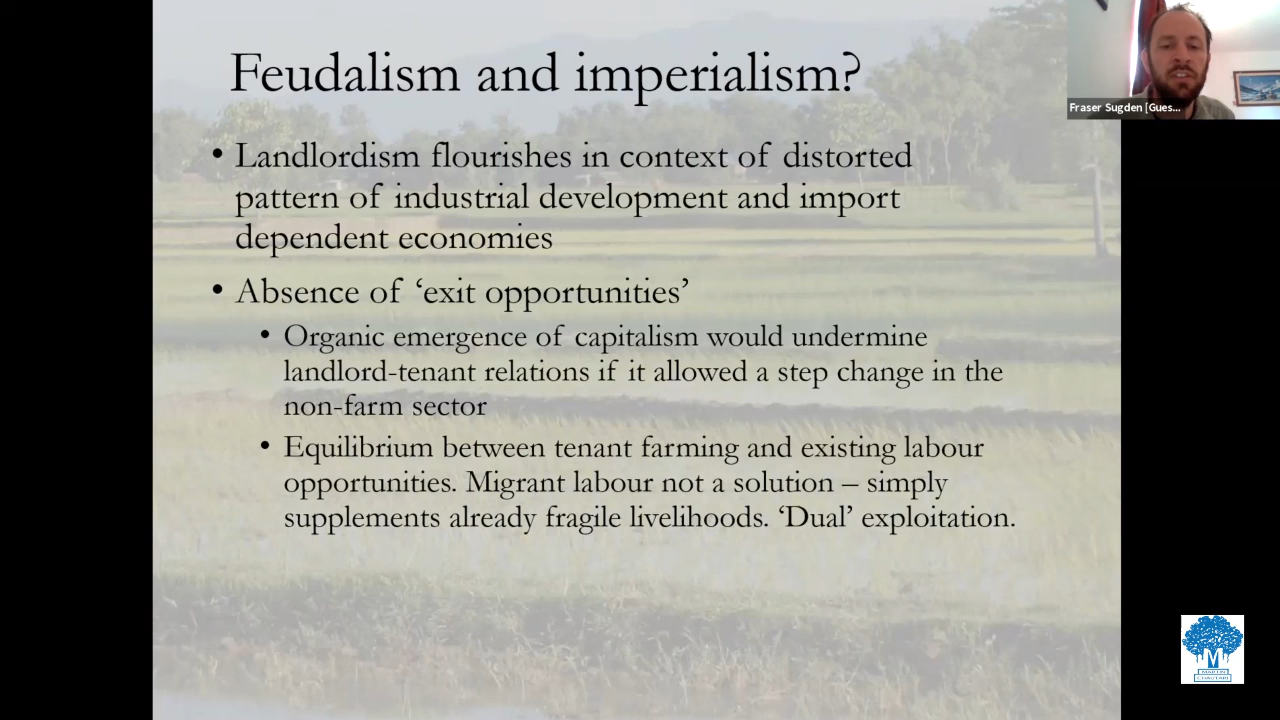 Feudalism and imperialism?
• Landlordism flourishes in context of distorted
pattern of industrial development and import
dependent economies
• Absence of ‘exit opportunities’
• Organic emergence of capitalism would undermine
landlord-tenant relations if it allowed a step change in the
non-farm sector
• Equilibrium between tenant farming and existing labour
opportunities. Migrant labour not a solution – simply
supplements already fragile livelihoods. ‘Dual’ exploitation.
Fraser Sugden [Gues...
M
MARTIN
CHAUTARI